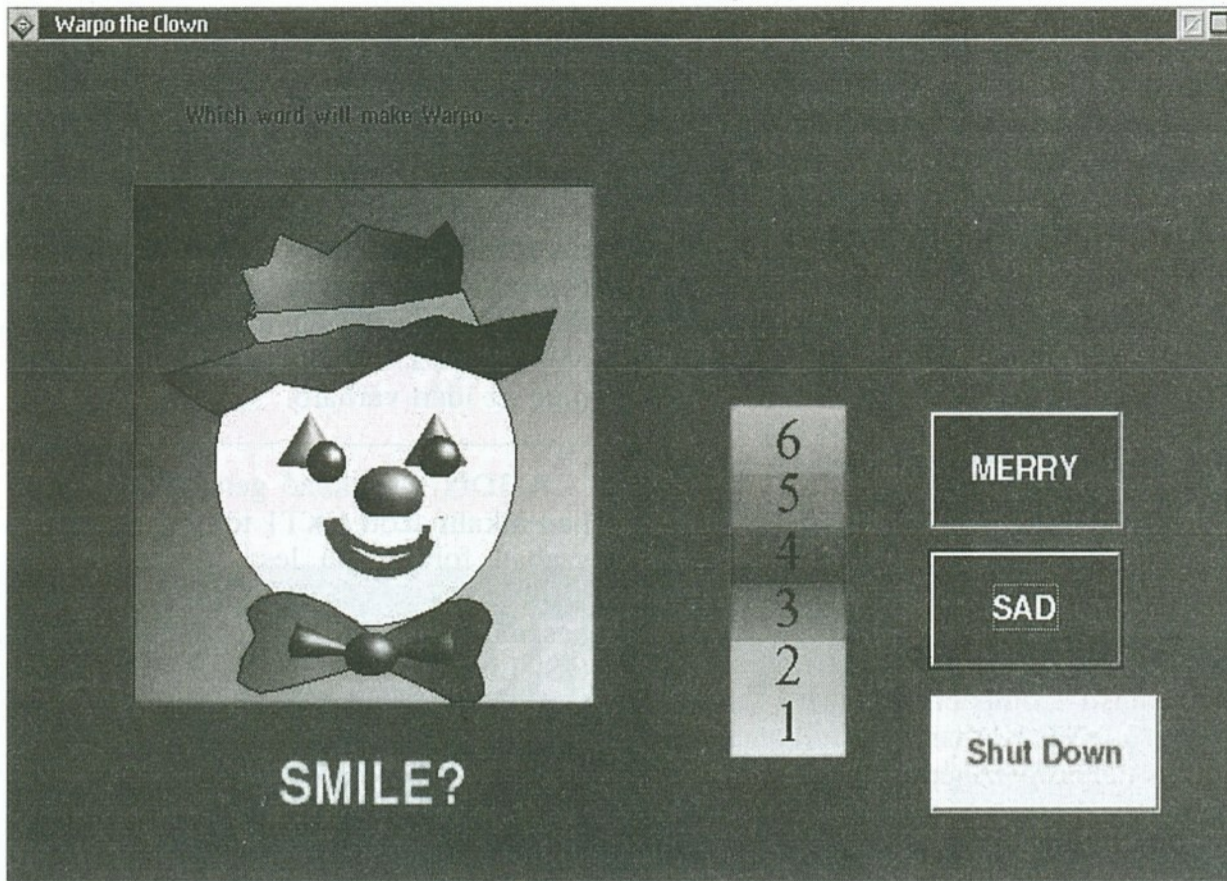 Warpo the Clown
Which word will make Warpo . . .
6
5
4
3
2
1
MERRY
SAD
Shut Down
SMILE?